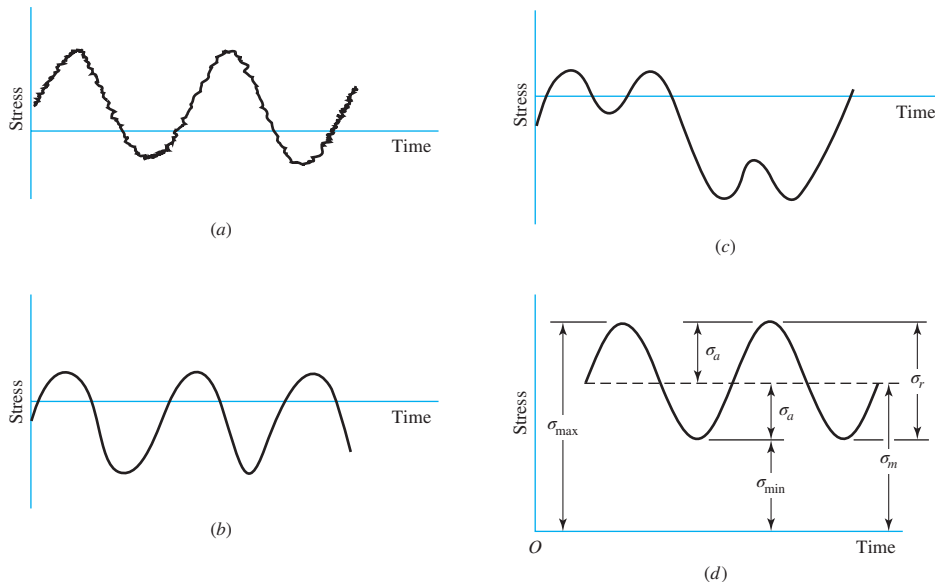 Stress
Time
(a)
Stress
Time
(c)
Stress
Time
(b)
Stress
σmax
σa
σa
σmin
σr
σm
O
Time
(d)